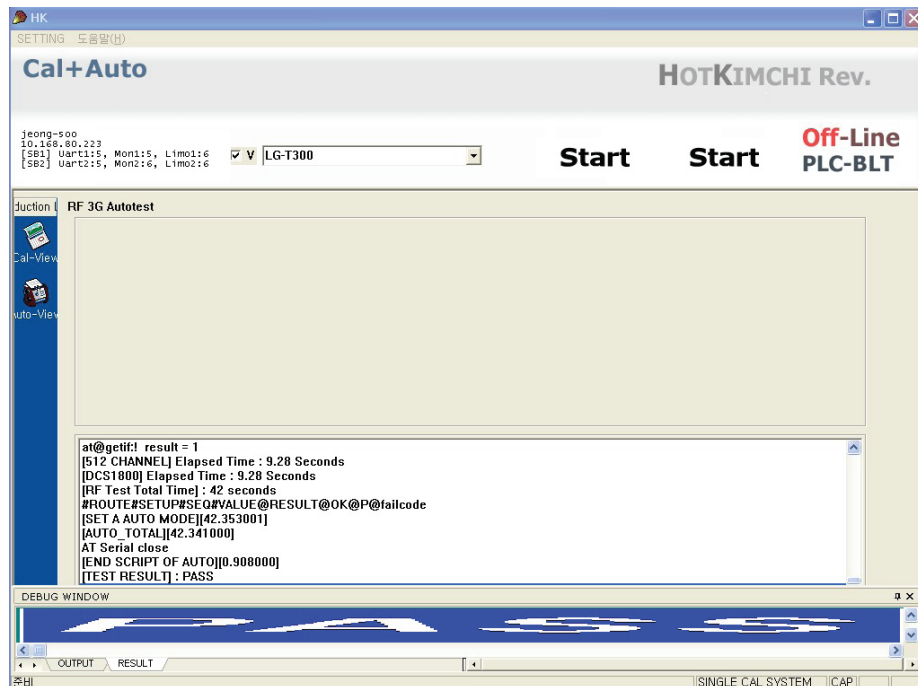 HK
SETTING 도움말(H)
Cal+Auto
HOTKIMCHI Rev.
jeong-soo
10.168.80.223
[SB1] Uart1:5, Mon1:5, Limo1:6
[SB2] Uart2:5, Mon2:6, Limo2:6
V LG-T300
Start Start
Off-Line
PLC-BLT
duction L RF 3G Autotest
Cal-View
uto-View
at@getif:! result = 1
[512 CHANNEL] Elapsed Time : 9.28 Seconds
[DCS1800] Elapsed Time : 9.28 Seconds
[RF Test Total Time] : 42 seconds
#ROUTE#SETUP#SEQ#VALUE@RESULT@OK@P@failcode
[SET A AUTO MODE][42.353001]
[AUTO_TOTAL][42.341000]
AT Serial close
[END SCRIPT OF AUTO][0.908000]
[TEST RESULT] : PASS
DEBUG WINDOW
PASS
OUTPUT RESULT
준비 SINGLE CAL SYSTEM CAP